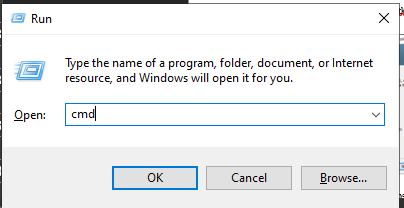 Run
Type the name of a program, folder, document, or Internet
resource, and Windows will open it for you.
Open: cmd
OK Cancel Browse...